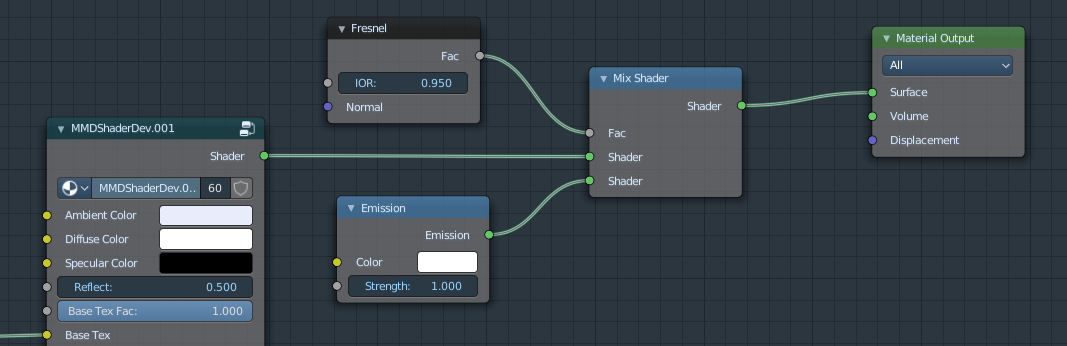 Fresnel
Fac
IOR: 0.950
Normal
MMDShaderDev.001
Shader
MMDShaderDev.0.. 60
Ambient Color
Diffuse Color
Specular Color
Reflect: 0.500
Base Tex Fac: 1.000
Base Tex
Emission
Emission
Color
Strength: 1.000
Mix Shader
Shader
Fac
Shader
Shader
Material Output
All
Surface
Volume
Displacement